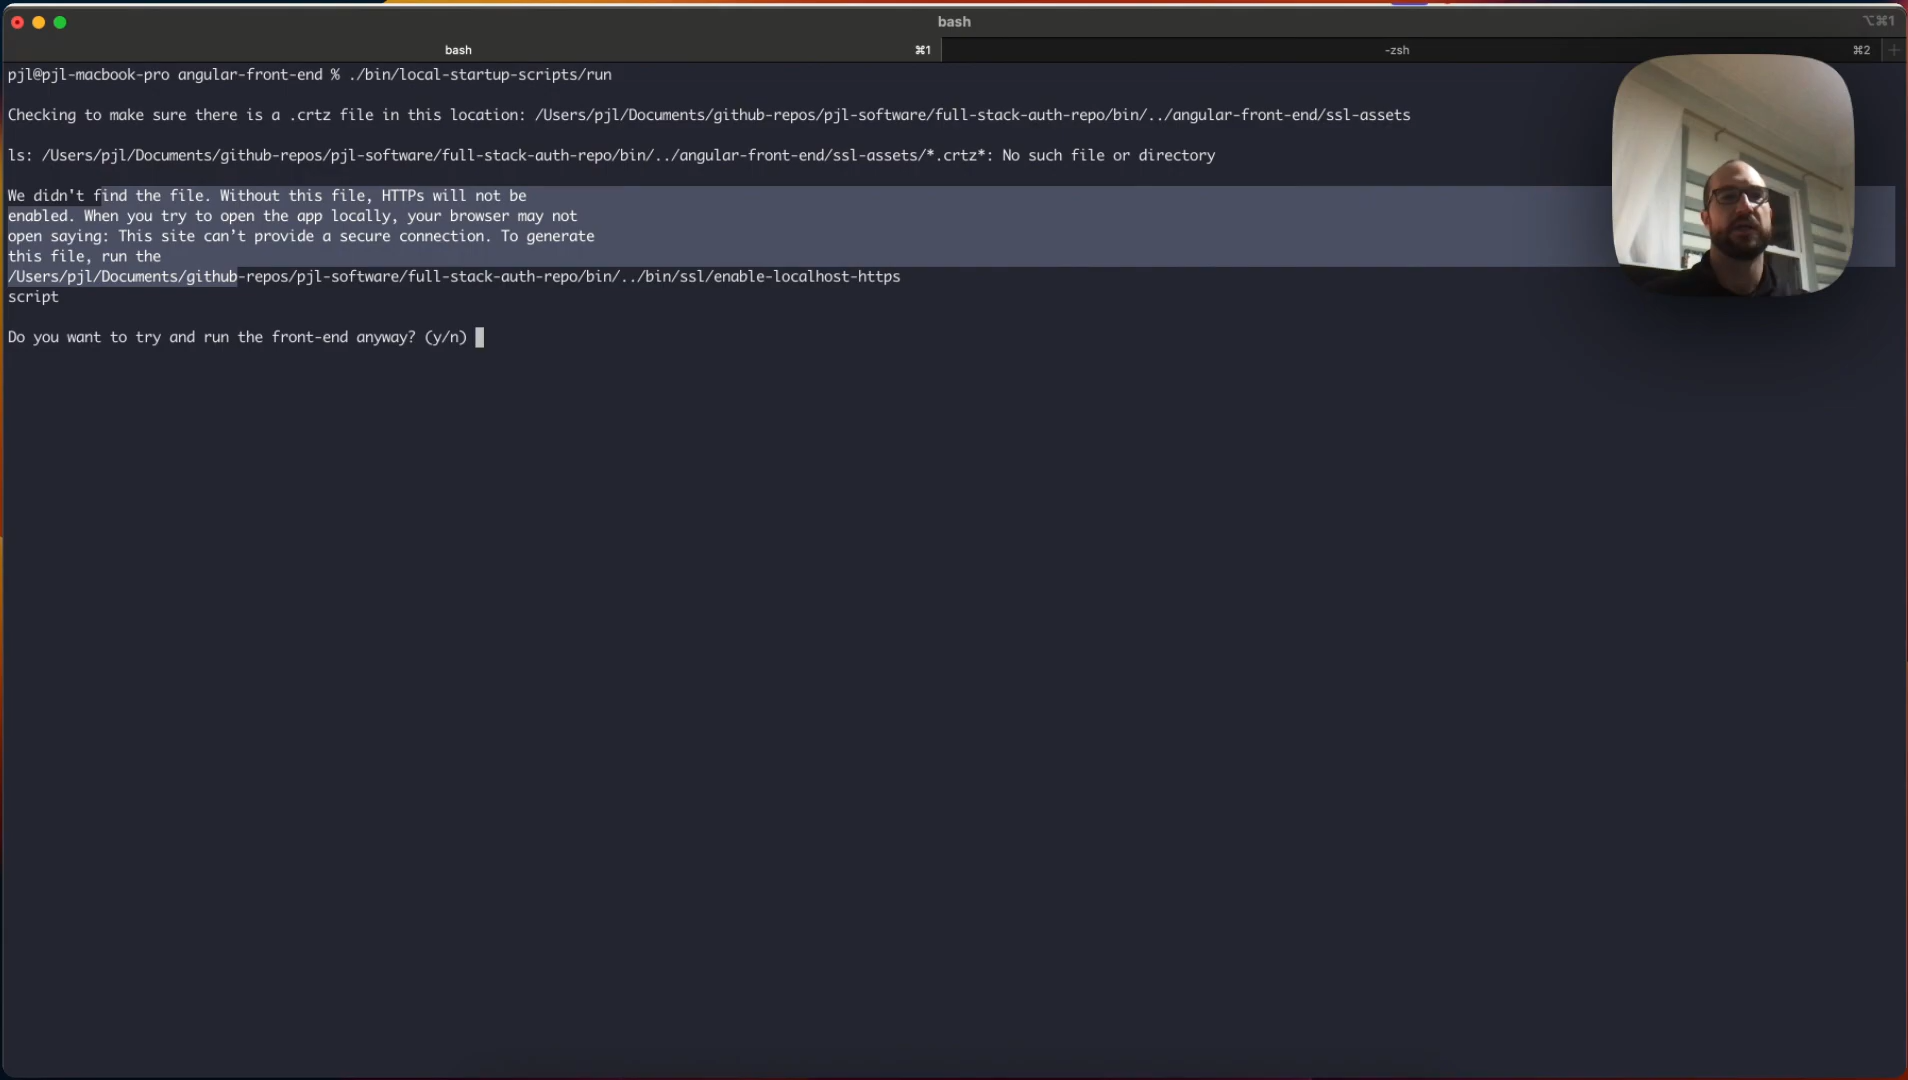 bash
⌥⌘1
bash ⌘1 -zsh ⌘2 +
pjl@pjl-macbook-pro angular-front-end % ./bin/local-startup-scripts/run
Checking to make sure there is a .crtz file in this location: /Users/pjl/Documents/github-repos/pjl-software/full-stack-auth-repo/bin/../angular-front-end/ssl-assets
ls: /Users/pjl/Documents/github-repos/pjl-software/full-stack-auth-repo/bin/../angular-front-end/ssl-assets/*.crtz*: No such file or directory
We didn't find the file. Without this file, HTTPs will not be
enabled. When you try to open the app locally, your browser may not
open saying: This site can’t provide a secure connection. To generate
this file, run the
/Users/pjl/Documents/github-repos/pjl-software/full-stack-auth-repo/bin/../bin/ssl/enable-localhost-https
script
Do you want to try and run the front-end anyway? (y/n)